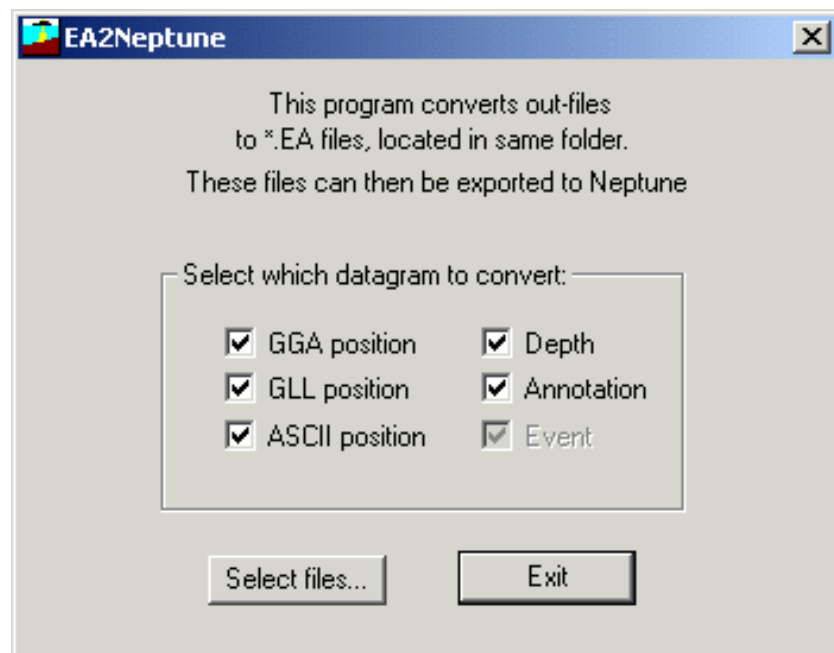 EA2Neptune
This program converts out-files
to *.EA files, located in same folder.
These files can then be exported to Neptune
Select which datagram to convert:
GGA position
Depth
GLL position
Annotation
ASCII position
Event
Select files...
Exit